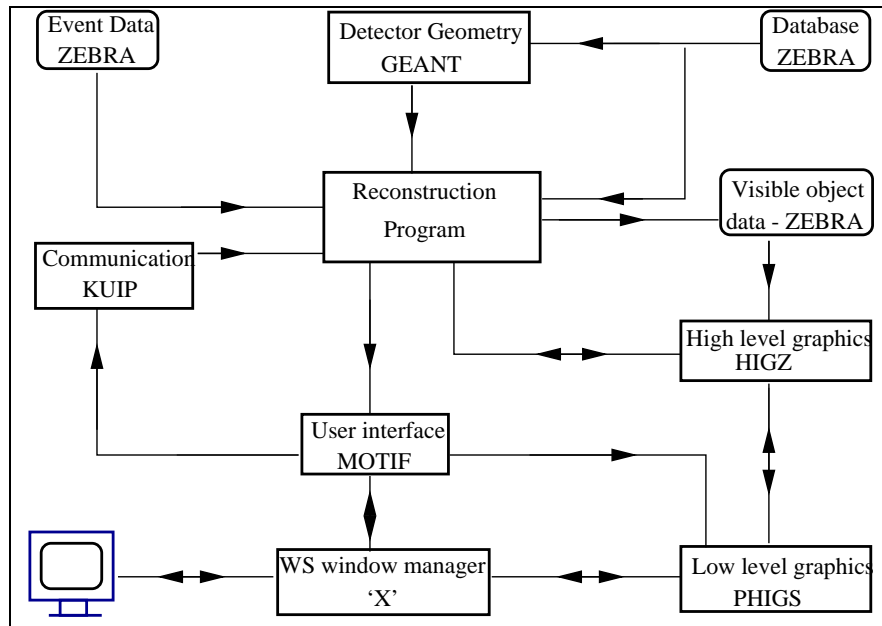 Event Data
ZEBRA
Detector Geometry
GEANT
Database
ZEBRA
Reconstruction
Program
Visible object
data - ZEBRA
Communication
KUIP
High level graphics
HIGZ
User interface
MOTIF
WS window manager
‘X’
Low level graphics
PHIGS